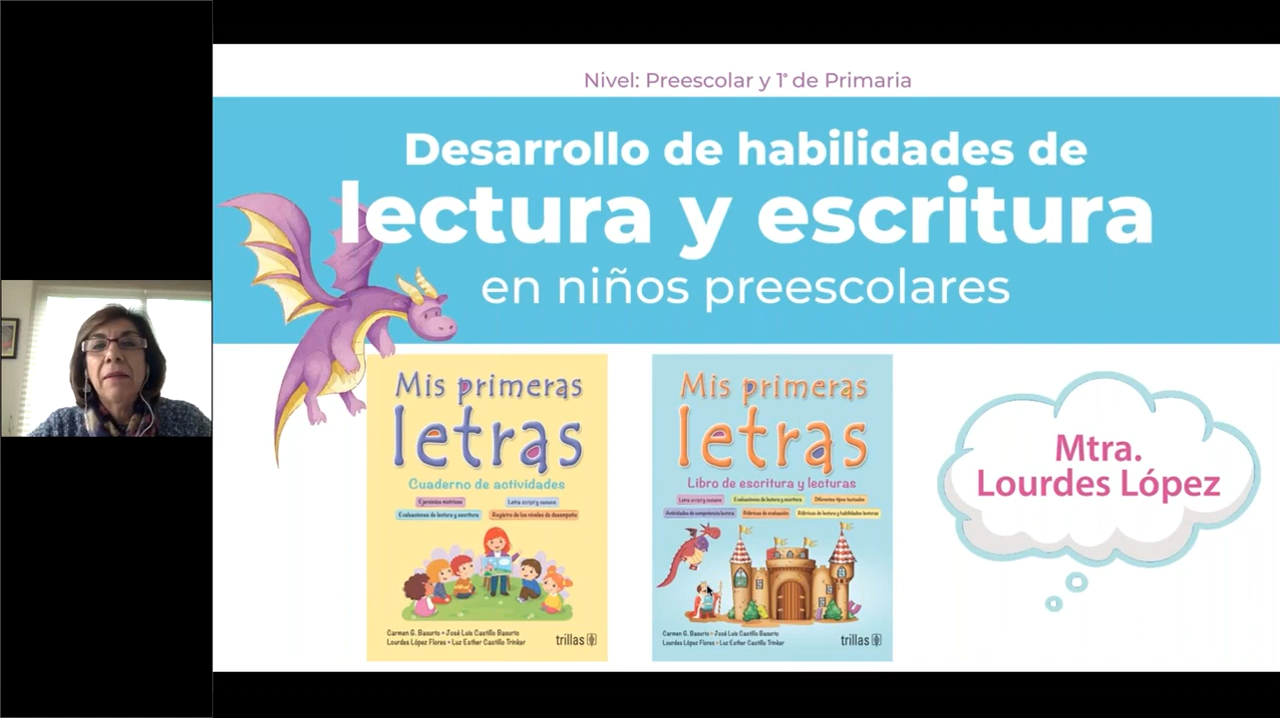 Nivel: Preescolar y 1° de Primaria
Desarrollo de habilidades de
lectura y escritura
en niños preescolares
Mis primeras
letras
Cuaderno de actividades
Ejercicios motrices
Letra script y cursiva
Evaluaciones de lectura y escritura
Registro de los niveles de desempeño
Carmen G. Basurto • José Luis Castillo Basurto
Lourdes López Flores • Luz Esther Castillo Trinker
trillas
Mis primeras
letras
Libro de escritura y lecturas
Letra script y cursiva
Evaluaciones de lectura y escritura
Diferentes tipos textuales
Actividades de competencia lectora
Rúbricas de evaluación
Rúbricas de lectura y habilidades lectoras
Carmen G. Basurto • José Luis Castillo Basurto
Lourdes López Flores • Luz Esther Castillo Trinker
trillas
Mtra.
Lourdes López